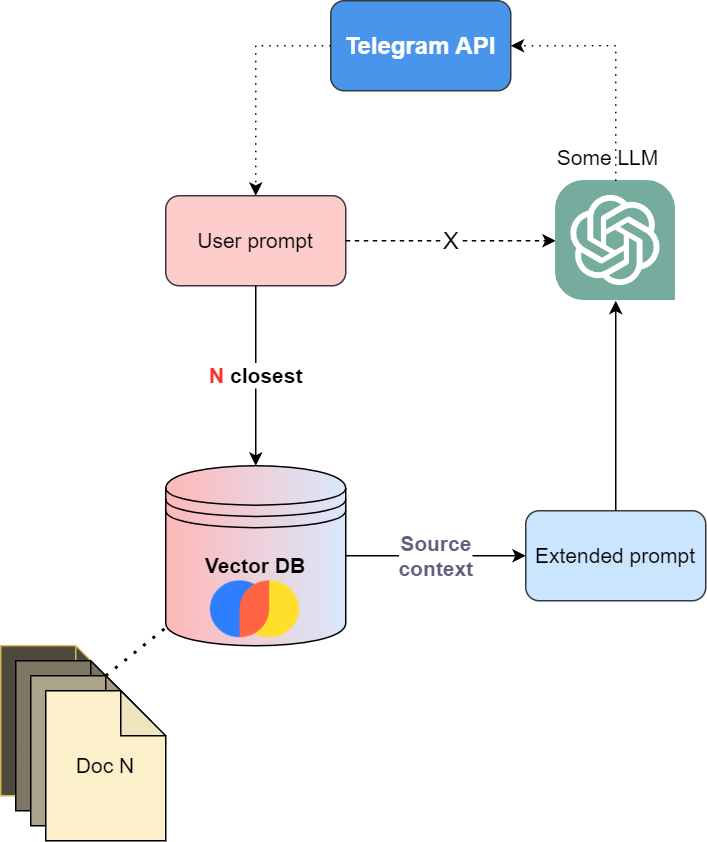 Telegram API
Some LLM
User prompt
X
N closest
Source
context
Vector DB
Extended prompt
Doc N